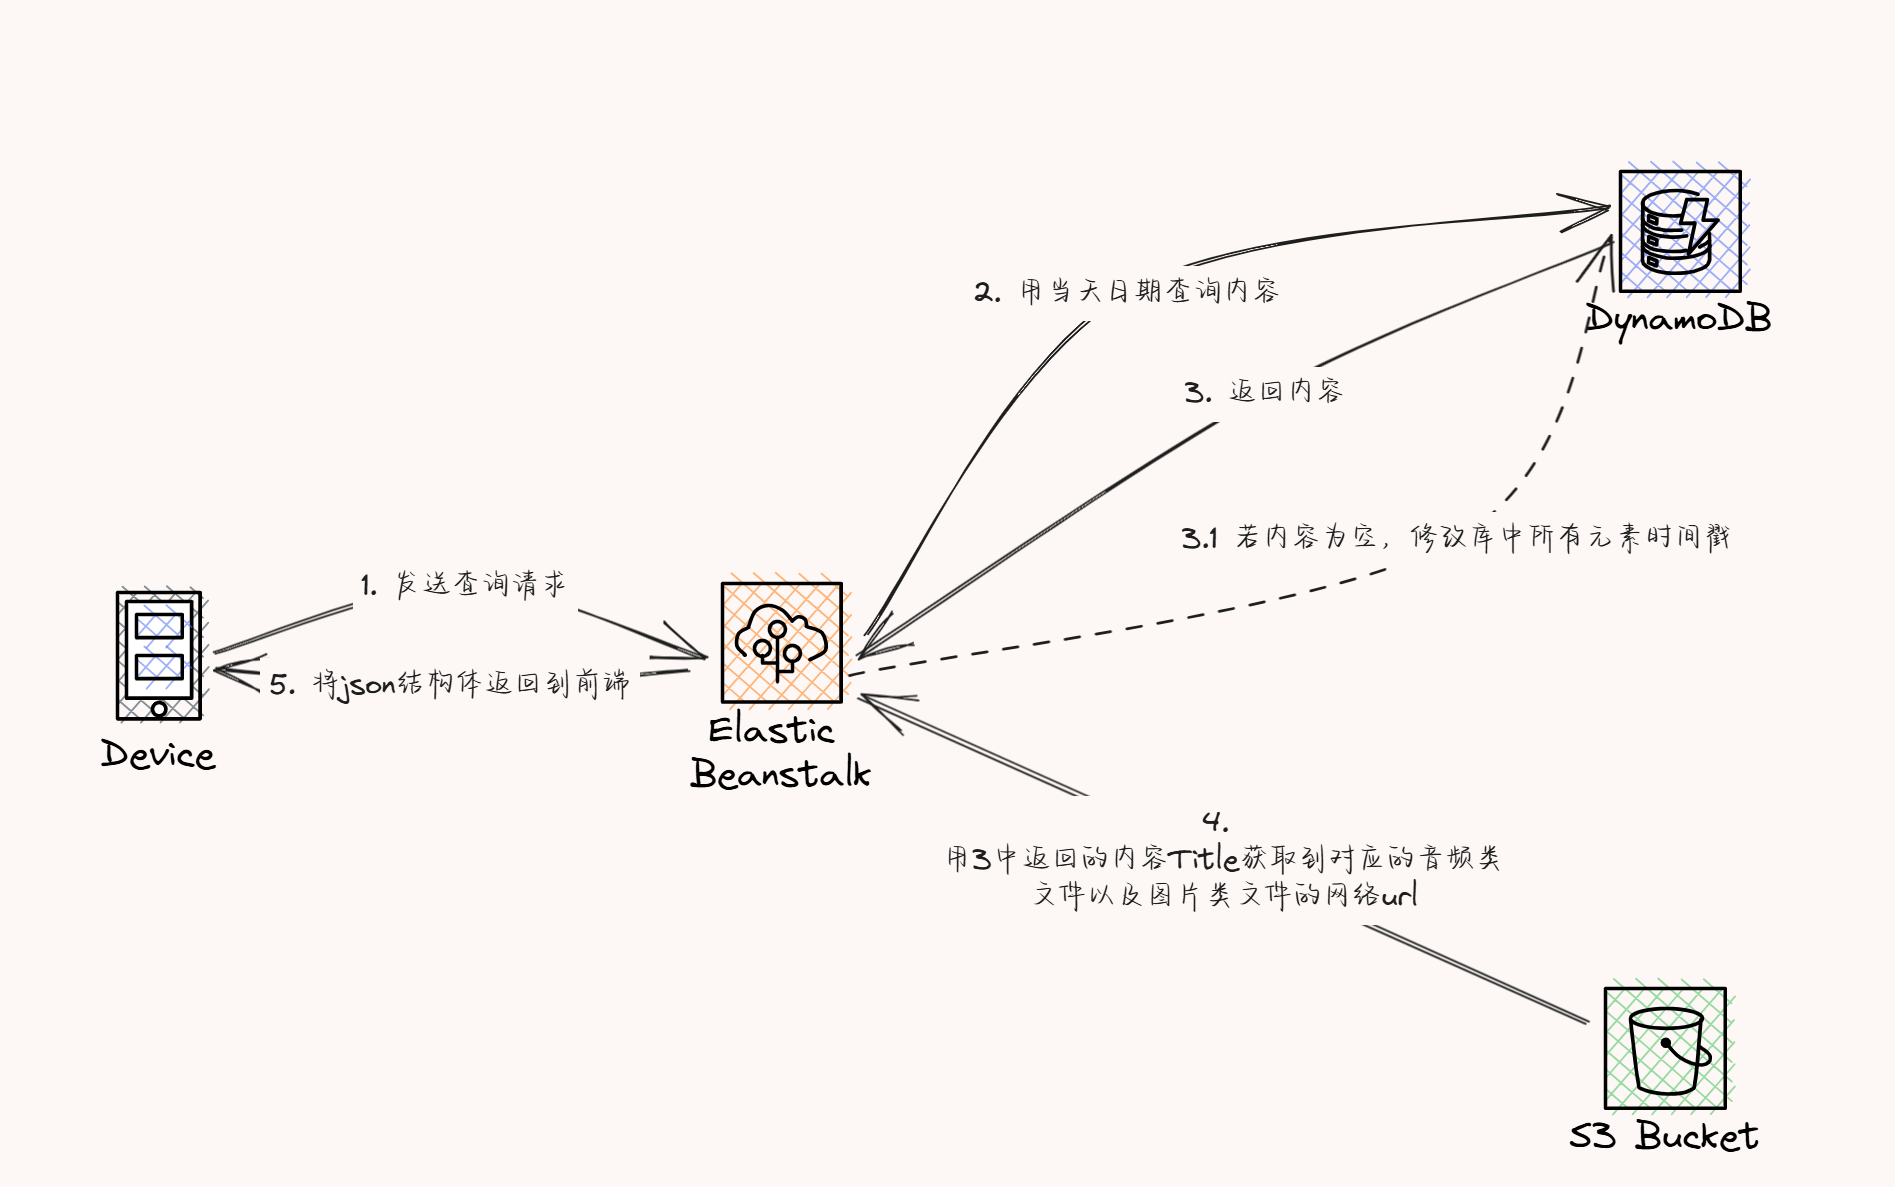 2. 用当天日期查询内容
DynamoDB
3. 返回内容
3.1 若内容为空，修改库中所有元素时间戳
1. 发送查询请求
5. 将json结构体返回到前端
Device
Elastic
Beanstalk
4.
用3中返回的内容Title获取到对应的音频类
文件以及图片类文件的网络url
S3 Bucket